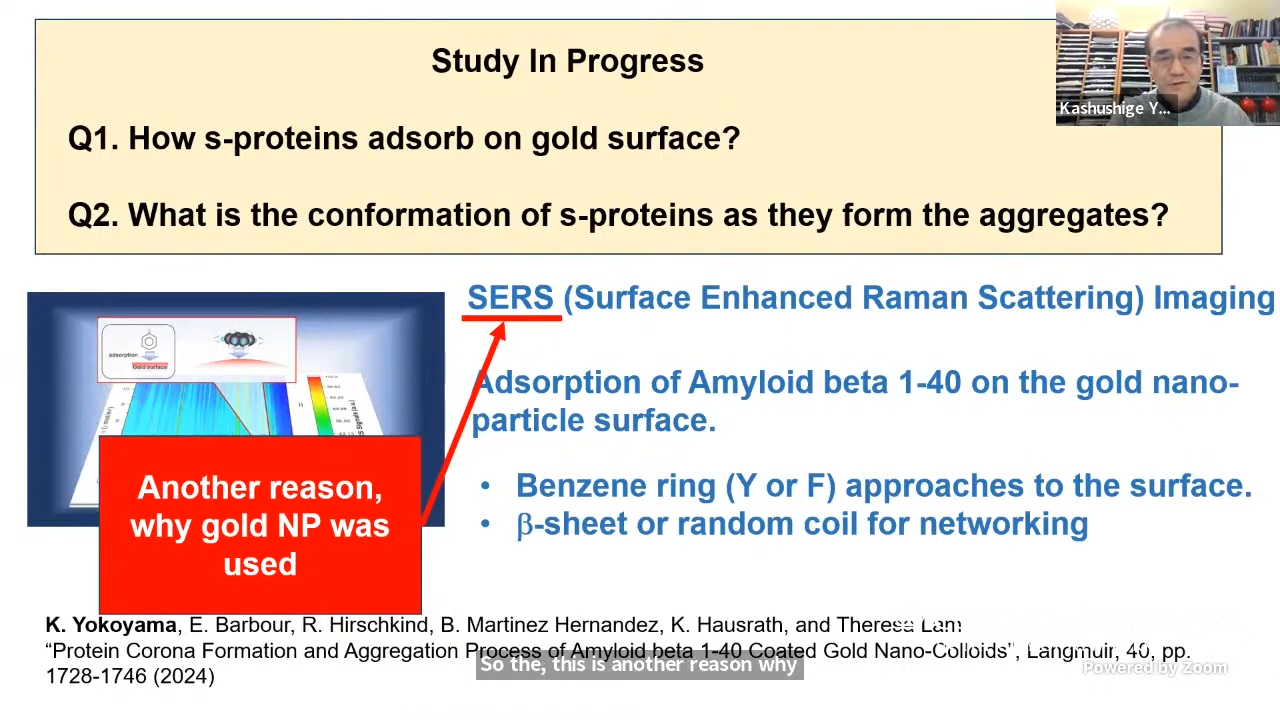 Study In Progress
Kashushige Y...
Q1. How s-proteins adsorb on gold surface?
Q2. What is the conformation of s-proteins as they form the aggregates?
SERS (Surface Enhanced Raman Scattering) Imaging
adsorption
Gold surface
Adsorption of Amyloid beta 1-40 on the gold nano-
particle surface.
Another reason,
why gold NP was
used
• Benzene ring (Y or F) approaches to the surface.
• β-sheet or random coil for networking
K. Yokoyama, E. Barbour, R. Hirschkind, B. Martinez Hernandez, K. Hausrath, and Theresa Lam
“Protein Corona Formation and Aggregation Process of Amyloid beta 1-40 Coated Gold Nano-Colloids”, Langmuir, 40, pp.
1728-1746 (2024)
So the, this is another reason why
Powered by Zoom